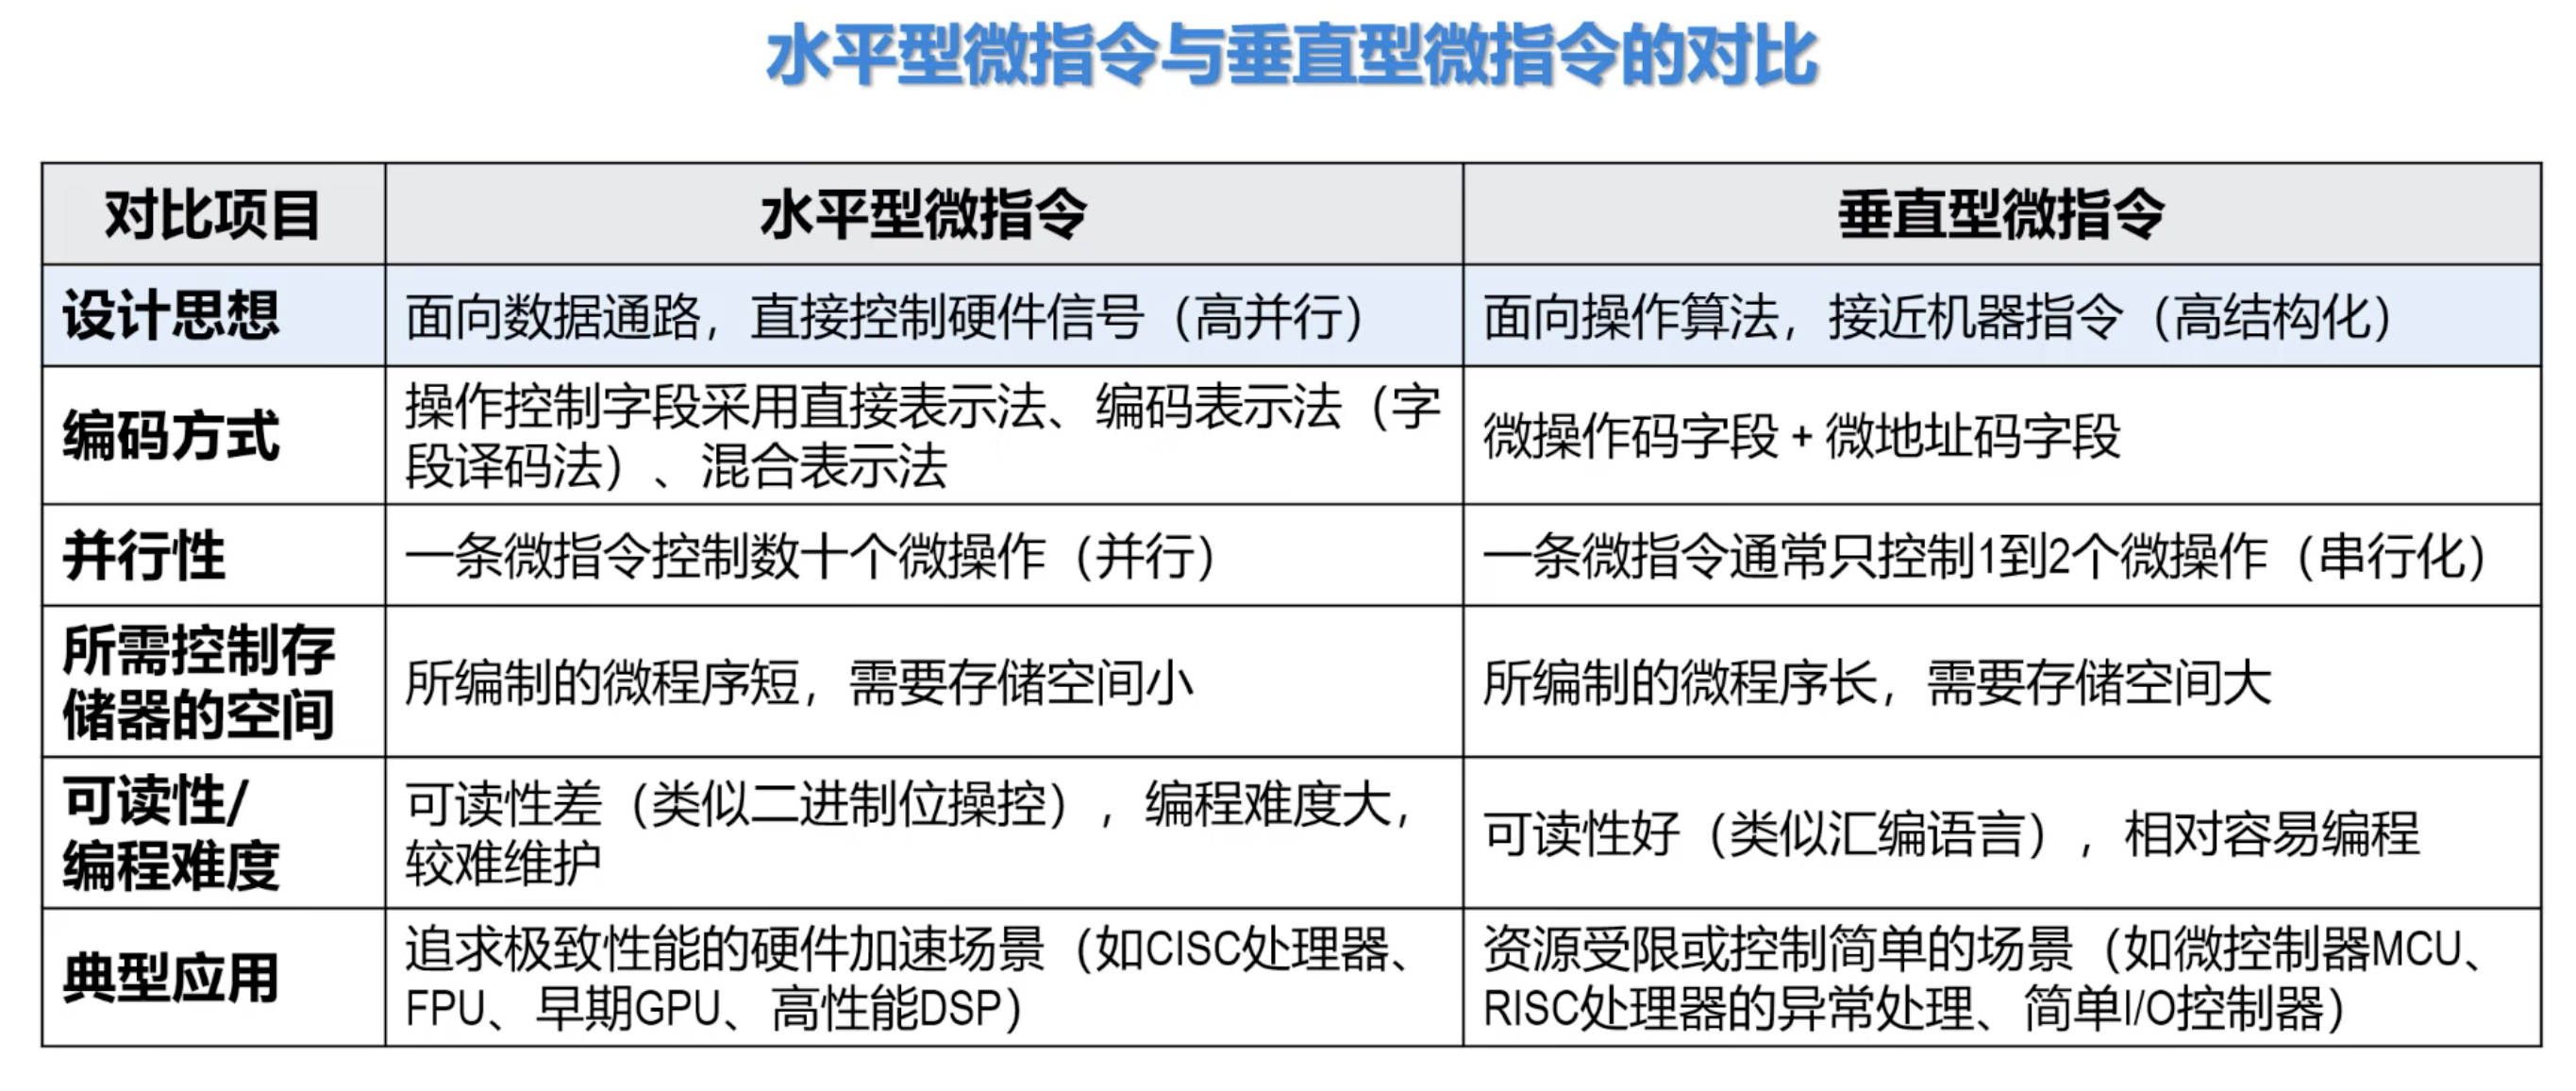 水平型微指令与垂直型微指令的对比
对比项目
水平型微指令
垂直型微指令
设计思想
面向数据通路，直接控制硬件信号（高并行）
面向操作算法，接近机器指令（高结构化）
编码方式
操作控制字段采用直接表示法、编码表示法（字
段译码法）、混合表示法
微操作码字段 + 微地址码字段
并行性
一条微指令控制数十个微操作（并行）
一条微指令通常只控制1到2个微操作（串行化）
所需控制存
储器的空间
所编制的微程序短，需要存储空间小
所编制的微程序长，需要存储空间大
可读性/
编程难度
可读性差（类似二进制位操控），编程难度大，
较难维护
可读性好（类似汇编语言），相对容易编程
典型应用
追求极致性能的硬件加速场景（如CISC处理器、
FPU、早期GPU、高性能DSP）
资源受限或控制简单的场景（如微控制器MCU、
RISC处理器的异常处理、简单I/O控制器）